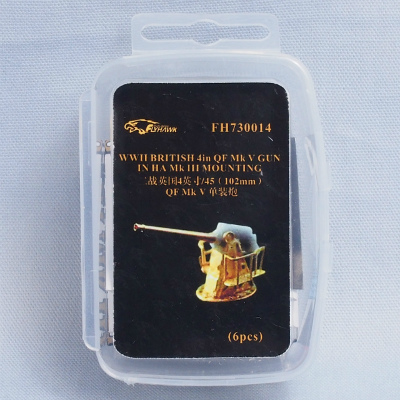 FLYHAWK
FH730014
WWII BRITISH 4in QF Mk V GUN
IN HA Mk III MOUNTING
二战英国4英寸/45（102mm）
QF Mk V 单装炮
(6pcs)